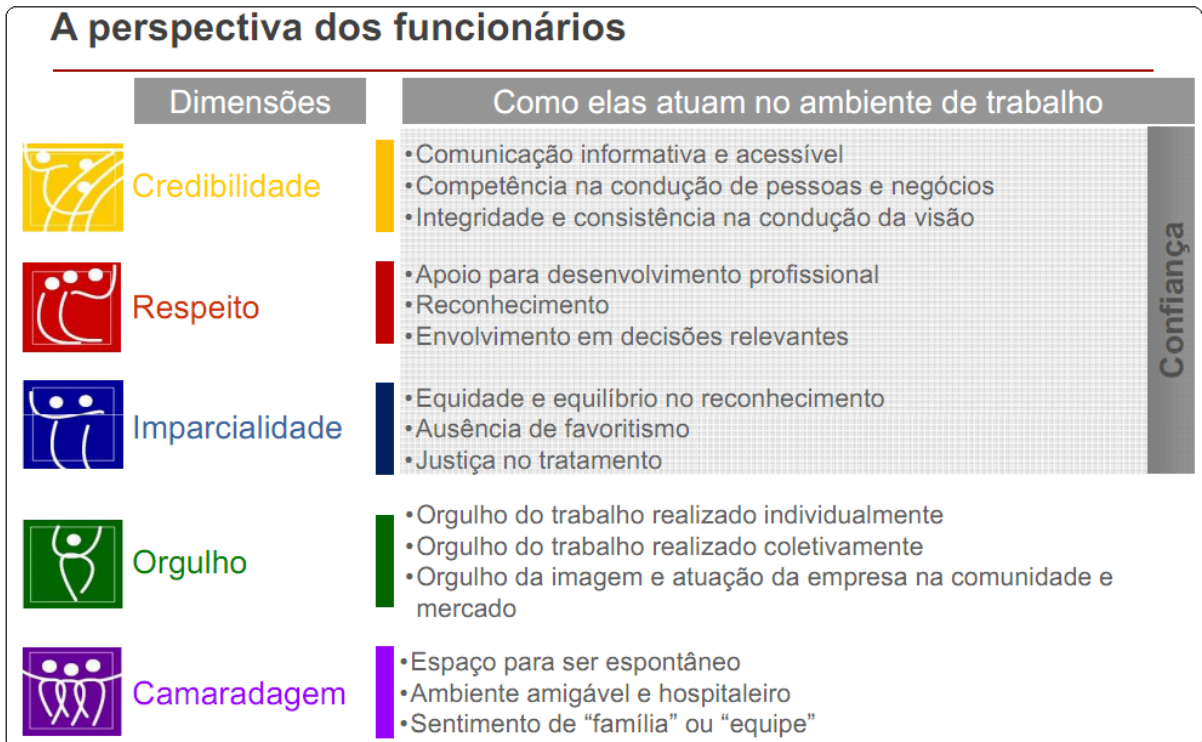 A perspectiva dos funcionários
Dimensões
Como elas atuam no ambiente de trabalho
Credibilidade
•Comunicação informativa e acessível
•Competência na condução de pessoas e negócios
•Integridade e consistência na condução da visão
Respeito
•Apoio para desenvolvimento profissional
•Reconhecimento
•Envolvimento em decisões relevantes
Imparcialidade
•Equidade e equilíbrio no reconhecimento
•Ausência de favoritismo
•Justiça no tratamento
Confiança
Orgulho
•Orgulho do trabalho realizado individualmente
•Orgulho do trabalho realizado coletivamente
•Orgulho da imagem e atuação da empresa na comunidade e
mercado
Camaradagem
•Espaço para ser espontâneo
•Ambiente amigável e hospitaleiro
•Sentimento de “família” ou “equipe”